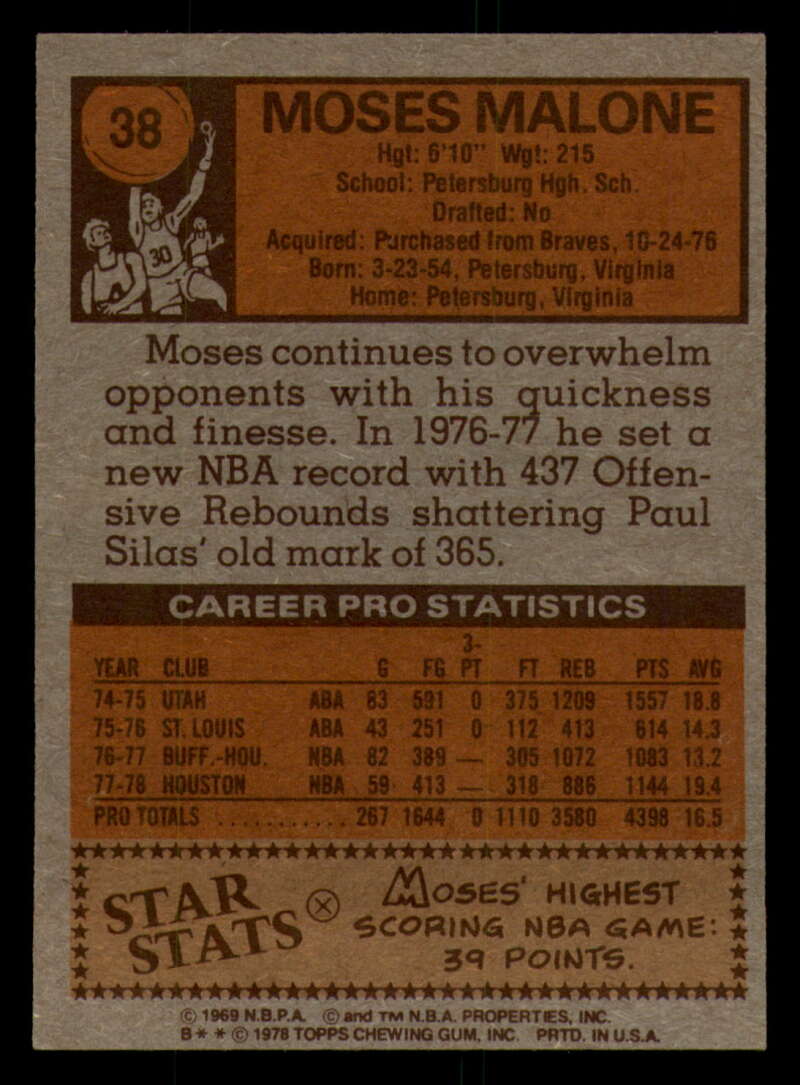 38
MOSES MALONE
Hgt: 6'10" Wgt: 215
School: Petersburg Hgh. Sch.
Drafted: No
Acquired: Purchased from Braves, 10-24-76
Born: 3-23-54, Petersburg, Virginia
Home: Petersburg, Virginia
30
Moses continues to overwhelm
opponents with his quickness
and finesse. In 1976-77 he set a
new NBA record with 437 Offen-
sive Rebounds shattering Paul
Silas' old mark of 365.
CAREER PRO STATISTICS
YEAR CLUB G FG 3-PT FT REB PTS AVG
74-75 UTAH ABA 83 591 0 375 1209 1557 18.8
75-76 ST. LOUIS ABA 43 251 0 112 413 614 14.3
76-77 BUFF.-HOU. NBA 82 389 — 305 1072 1083 13.2
77-78 HOUSTON NBA 59 413 — 318 886 1144 19.4
PRO TOTALS ........... 267 1644 0 1110 3580 4398 16.5
STAR STATS
MOSES' HIGHEST
SCORING NBA GAME:
39 POINTS.
© 1969 N.B.P.A. © and TM N.B.A. PROPERTIES, INC.
B* * © 1978 TOPPS CHEWING GUM, INC. PRTD. IN U.S.A.